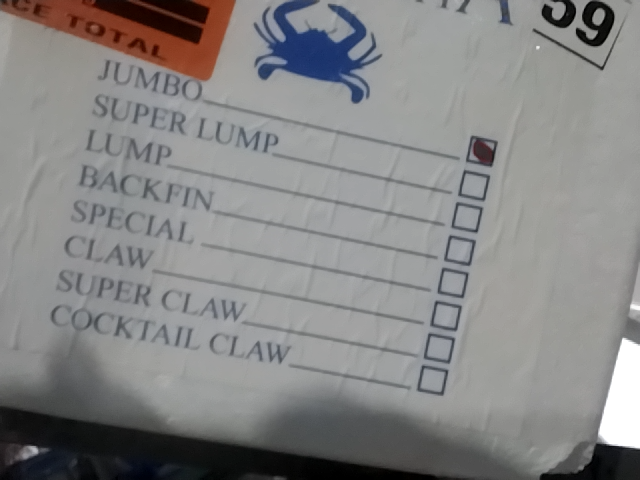 CE TOTAL
59
JUMBO
SUPER LUMP
LUMP
BACKFIN
SPECIAL
CLAW
SUPER CLAW
COCKTAIL CLAW